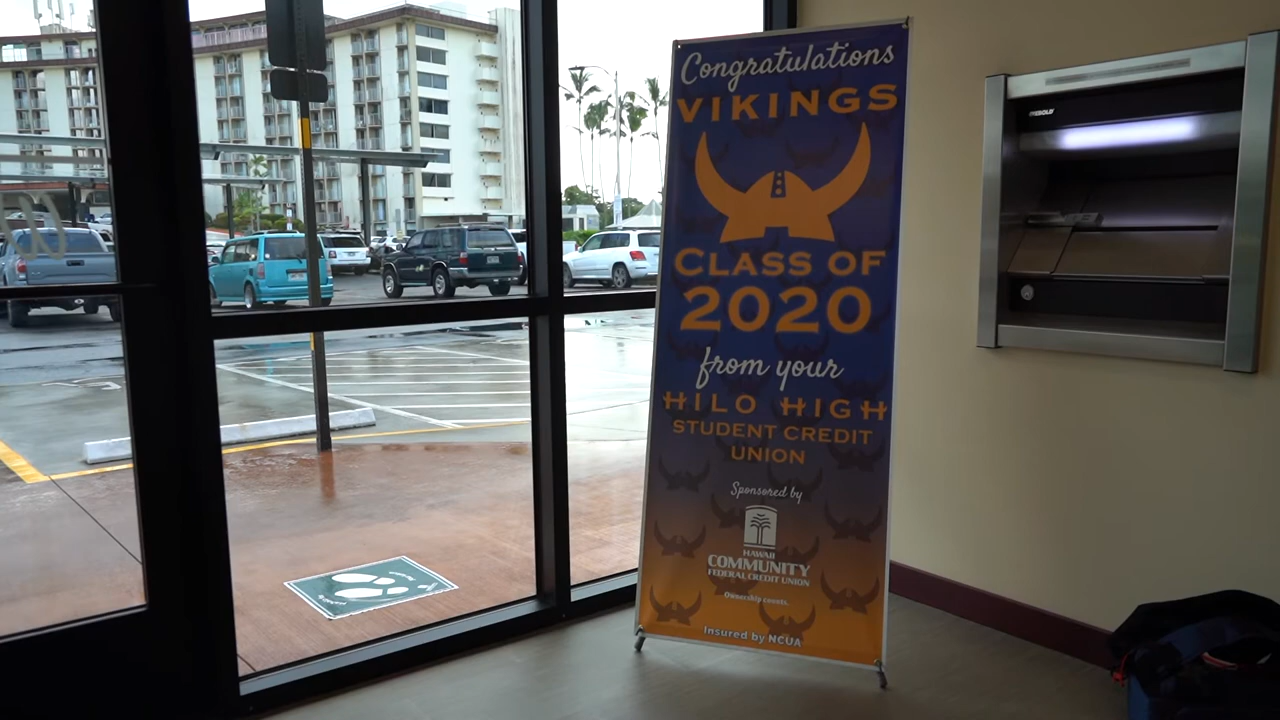 Congratulations
VIKINGS
CLASS OF
2020
from your
HILO HIGH
STUDENT CREDIT
UNION
Sponsored by
HAWAII
COMMUNITY
FEDERAL CREDIT UNION
Ownership counts.
Insured by NCUA
DIEBOLD